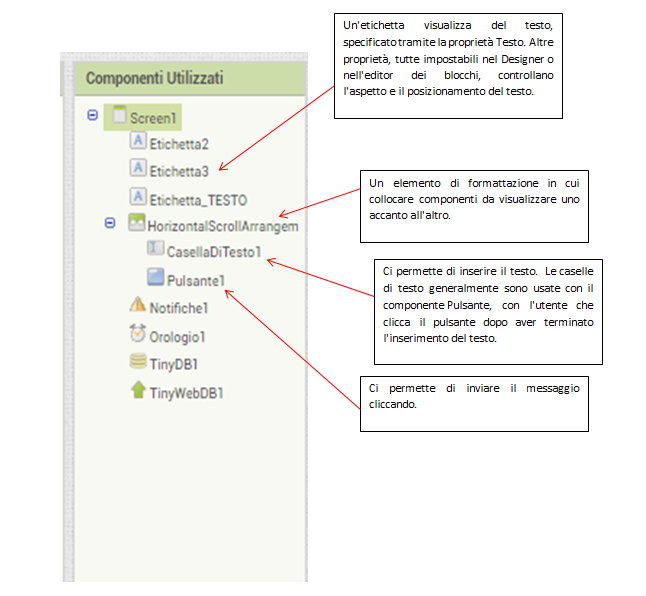 Un'etichetta visualizza del testo,
specificato tramite la proprietà Testo. Altre
proprietà, tutte impostabili nel Designer o
nell'editor dei blocchi, controllano
l'aspetto e il posizionamento del testo.
Componenti Utilizzati
Screen1
Etichetta2
Etichetta3
Etichetta_TESTO
HorizontalScrollArrangem
CasellaDiTesto1
Pulsante1
Notifiche1
Orologio1
TinyDB1
TinyWebDB1
Un elemento di formattazione in cui
collocare componenti da visualizzare uno
accanto all'altro.
Ci permette di inserire il testo. Le caselle
di testo generalmente sono usate con il
componente Pulsante, con l'utente che
clicca il pulsante dopo aver terminato
l'inserimento del testo.
Ci permette di inviare il messaggio
cliccando.